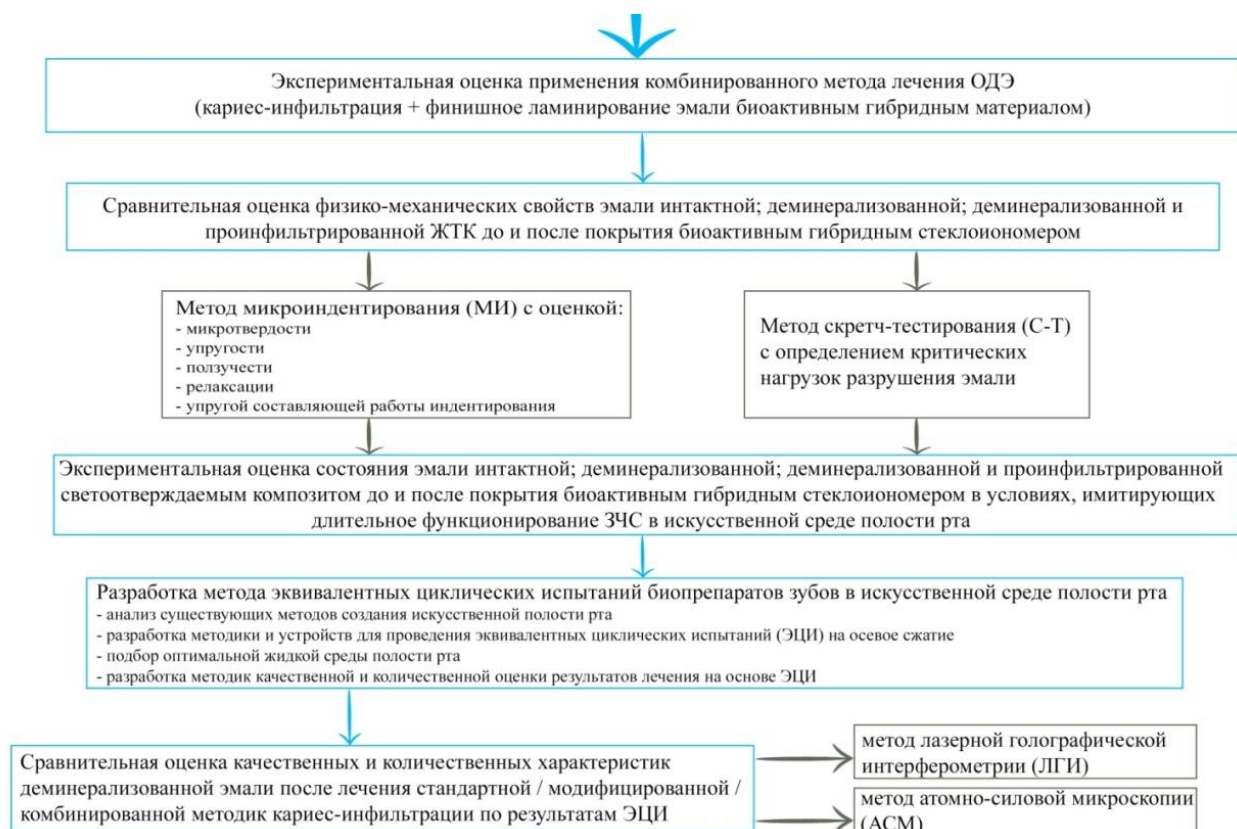 Экспериментальная оценка применения комбинированного метода лечения ОДЭ
(кариес-инфильтрация + финишное ламинирование эмали биоактивным гибридным материалом)
Сравнительная оценка физико-механических свойств эмали интактной; деминерализованной; деминерализованной и
проинфильтрированной ЖТК до и после покрытия биоактивным гибридным стеклоиономером
Метод микроиндентирования (МИ) с оценкой:
- микротвердости
- упругости
- ползучести
- релаксации
- упругой составляющей работы индентирования
Метод скретч-тестирования (С-Т)
с определением критических
нагрузок разрушения эмали
Экспериментальная оценка состояния эмали интактной; деминерализованной; деминерализованной и проинфильтрированной
светоотверждаемым композитом до и после покрытия биоактивным гибридным стеклоиономером в условиях, имитирующих
длительное функционирование ЗЧС в искусственной среде полости рта
Разработка метода эквивалентных циклических испытаний биопрепаратов зубов в искусственной среде полости рта
- анализ существующих методов создания искусственной полости рта
- разработка методики и устройств для проведения эквивалентных циклических испытаний (ЭЦИ) на осевое сжатие
- подбор оптимальной жидкой среды полости рта
- разработка методик качественной и количественной оценки результатов лечения на основе ЭЦИ
Сравнительная оценка качественных и количественных характеристик
деминерализованной эмали после лечения стандартной / модифицированной /
комбинированной методик кариес-инфильтрации по результатам ЭЦИ
метод лазерной голографической
интерферометрии (ЛГИ)
метод атомно-силовой микроскопии
(АСМ)